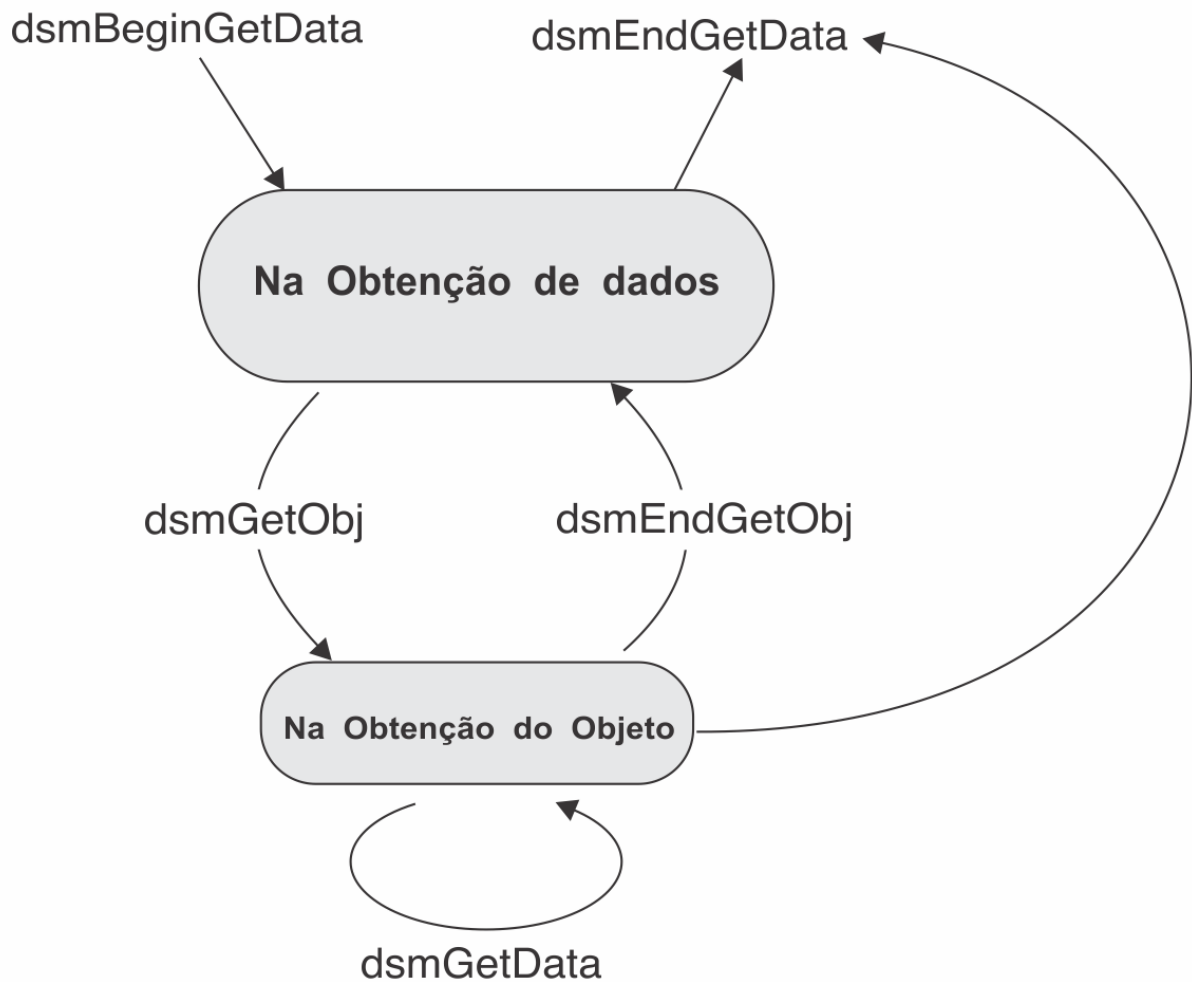 dsmBeginGetData
dsmEndGetData
Na Obtenção de dados
dsmGetObj
dsmEndGetObj
Na Obtenção do Objeto
dsmGetData